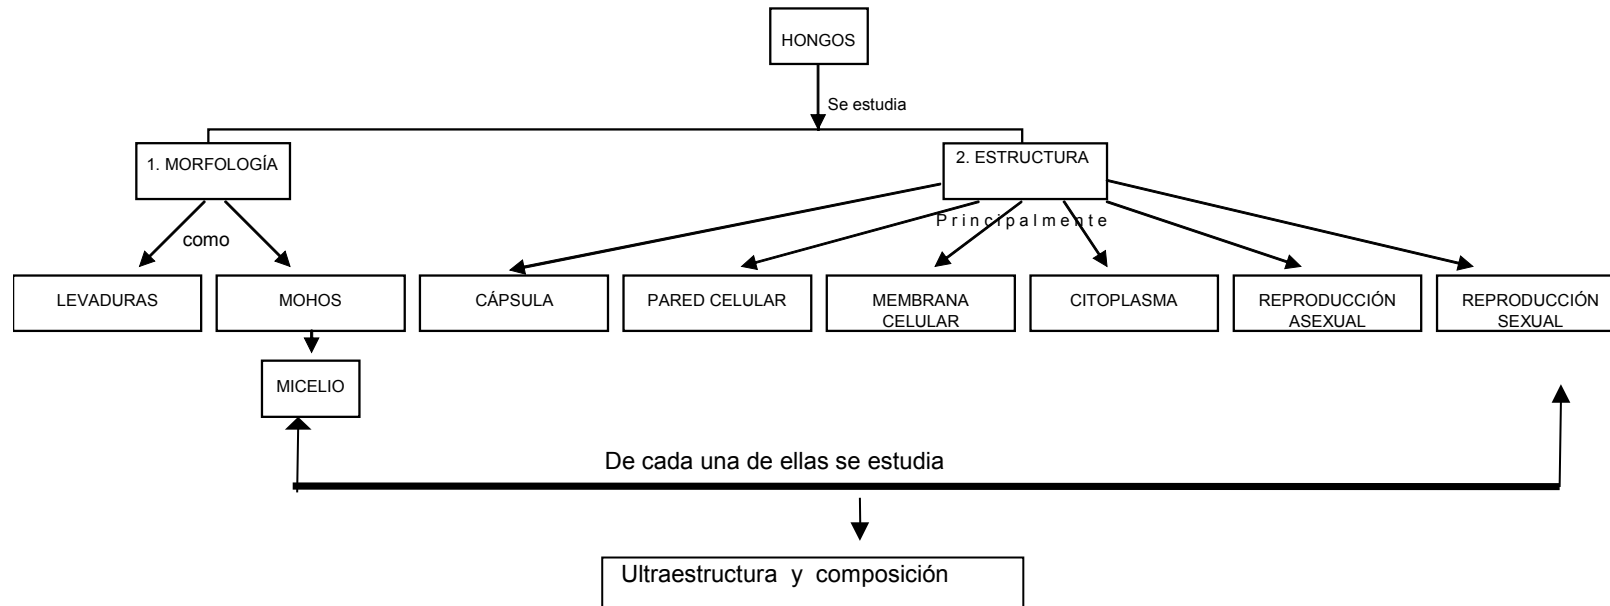 HONGOS
Se estudia
1. MORFOLOGÍA
2. ESTRUCTURA
Principalmente
como
LEVADURAS
MOHOS
CÁPSULA
PARED CELULAR
MEMBRANA
CELULAR
CITOPLASMA
REPRODUCCIÓN
ASEXUAL
REPRODUCCIÓN
SEXUAL
MICELIO
De cada una de ellas se estudia
Ultraestructura y composición